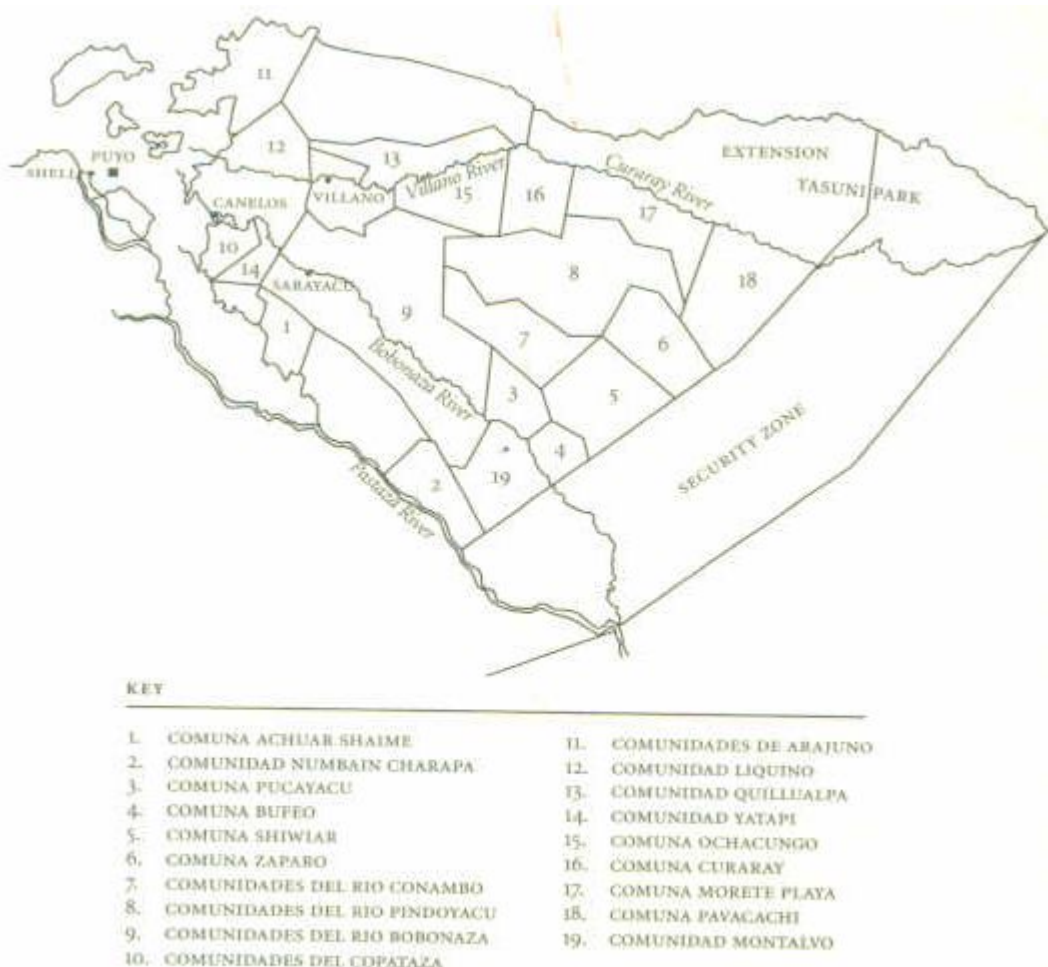 11
EXTENSION
YASUNI PARK
PUYO
SHELL
12
13
Villano River
Curaray River
CANELOS
VILLANO
15
16
17
10
14
SARAYACU
8
18
9
1
7
6
Bobonaza River
3
5
4
19
2
Pastaza River
SECURITY ZONE
KEY
1. COMUNA ACHUAR SHAIME
2. COMUNIDAD NUMBAIN CHARAPA
3. COMUNA PUCAYACU
4. COMUNA BUFEO
5. COMUNA SHIWIAR
6. COMUNA ZAPARO
7. COMUNIDADES DEL RIO CONAMBO
8. COMUNIDADES DEL RIO PINDOYACU
9. COMUNIDADES DEL RIO BOBONAZA
10. COMUNIDADES DEL COPATAZA
11. COMUNIDADES DE ARAJUNO
12. COMUNIDAD LIQUINO
13. COMUNIDAD QUILLUALPA
14. COMUNIDAD YATAPI
15. COMUNA OCHACUNGO
16. COMUNA CURARAY
17. COMUNA MORETE PLAYA
18. COMUNA PAVACACHI
19. COMUNIDAD MONTALVO